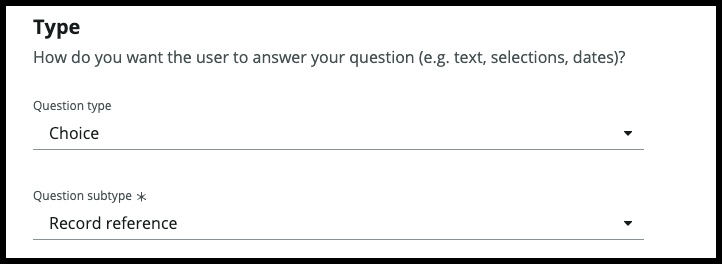 Type
How do you want the user to answer your question (e.g. text, selections, dates)?
Question type
Choice
Question subtype *
Record reference